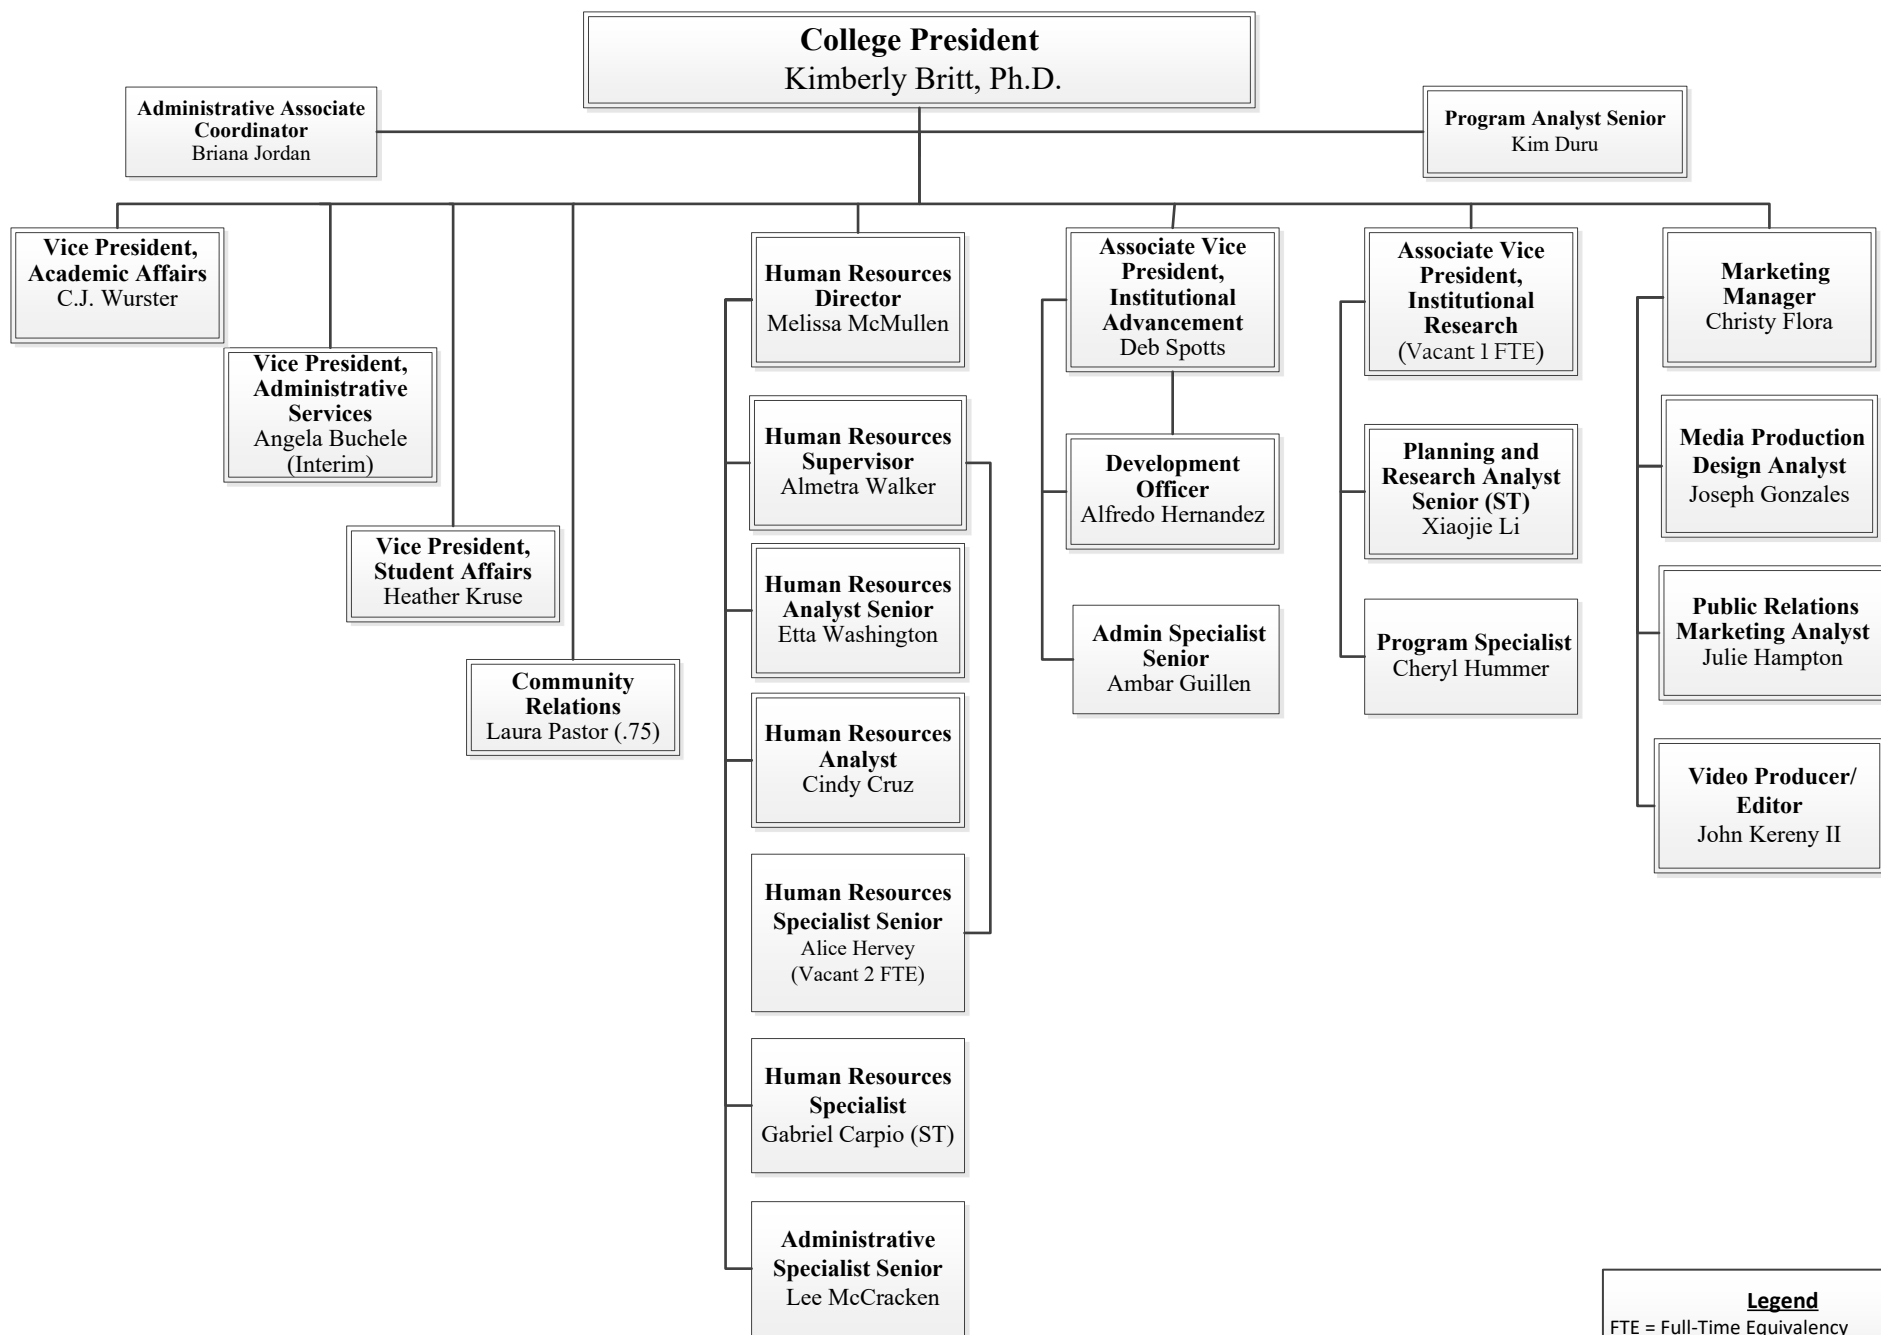 College President
Kimberly Britt, Ph.D.
Administrative Associate
Coordinator
Briana Jordan
Program Analyst Senior
Kim Duru
Vice President,
Academic Affairs
C.J. Wurster
Vice President,
Administrative
Services
Angela Buchele
(Interim)
Vice President,
Student Affairs
Heather Kruse
Community
Relations
Laura Pastor (.75)
Human Resources
Director
Melissa McMullen
Human Resources
Supervisor
Almetra Walker
Human Resources
Analyst Senior
Etta Washington
Human Resources
Analyst
Cindy Cruz
Human Resources
Specialist Senior
Alice Hervey
(Vacant 2 FTE)
Human Resources
Specialist
Gabriel Carpio (ST)
Administrative
Specialist Senior
Lee McCracken
Associate Vice
President,
Institutional
Advancement
Deb Spotts
Development
Officer
Alfredo Hernandez
Admin Specialist
Senior
Ambar Guillen
Associate Vice
President,
Institutional
Research
(Vacant 1 FTE)
Planning and
Research Analyst
Senior (ST)
Xiaojie Li
Program Specialist
Cheryl Hummer
Marketing
Manager
Christy Flora
Media Production
Design Analyst
Joseph Gonzales
Public Relations
Marketing Analyst
Julie Hampton
Video Producer/
Editor
John Kereny II
Legend
FTE = Full-Time Equivalency